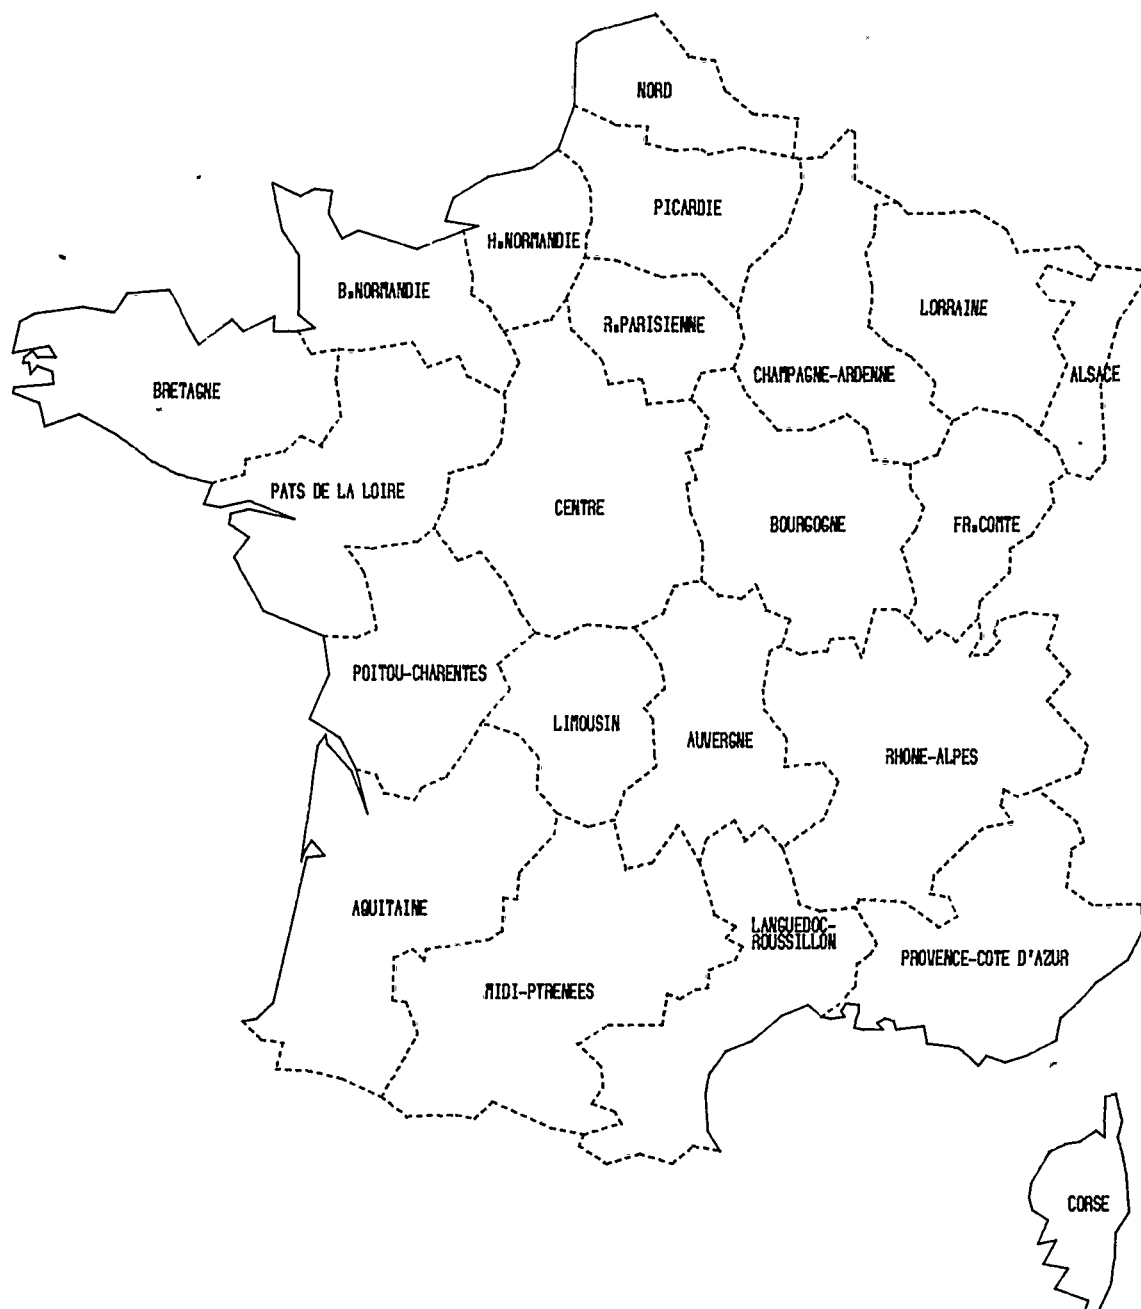 NORD
PICARDIE
H.NORMANDIE
B.NORMANDIE
R.PARISIENNE
LORRAINE
CHAMPAGNE-ARDENNE
ALSACE
BRETAGNE
PAYS DE LA LOIRE
CENTRE
BOURGOGNE
FR.COMTE
POITOU-CHARENTES
LIMOUSIN
AUVERGNE
RHONE-ALPES
AQUITAINE
LANGUEDOC-
ROUSSILLON
PROVENCE-COTE D'AZUR
MIDI-PYRENEES
CORSE